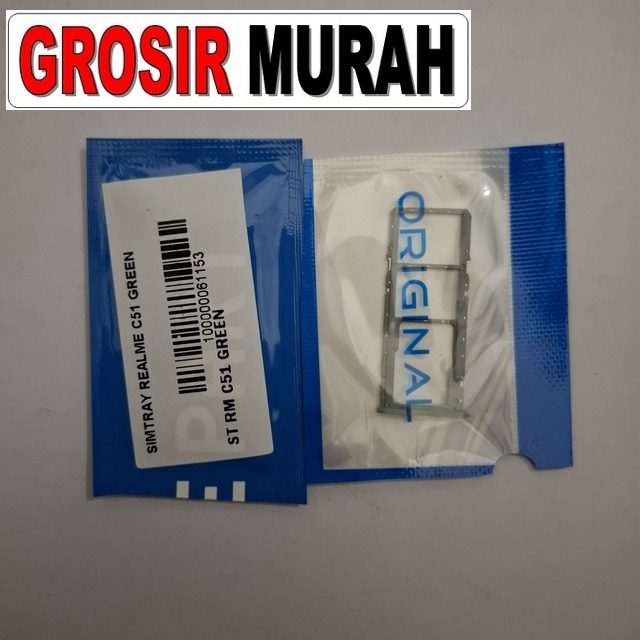 GROSIR MURAH
SIMTRAY REALME C51 GREEN
100000061153
ST RM C51 GREEN
ORIGINAL